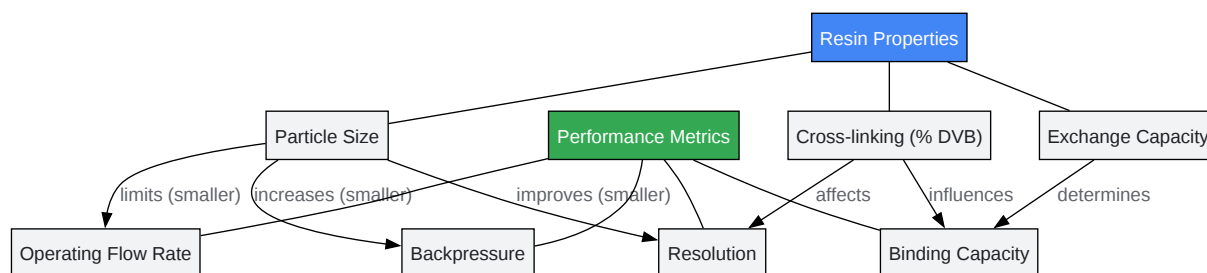 Resin Properties
Particle Size
Performance Metrics
Cross-linking (% DVB)
Exchange Capacity
limits (smaller)
increases (smaller)
improves (smaller)
affects
influences
determines
Operating Flow Rate
Backpressure
Resolution
Binding Capacity